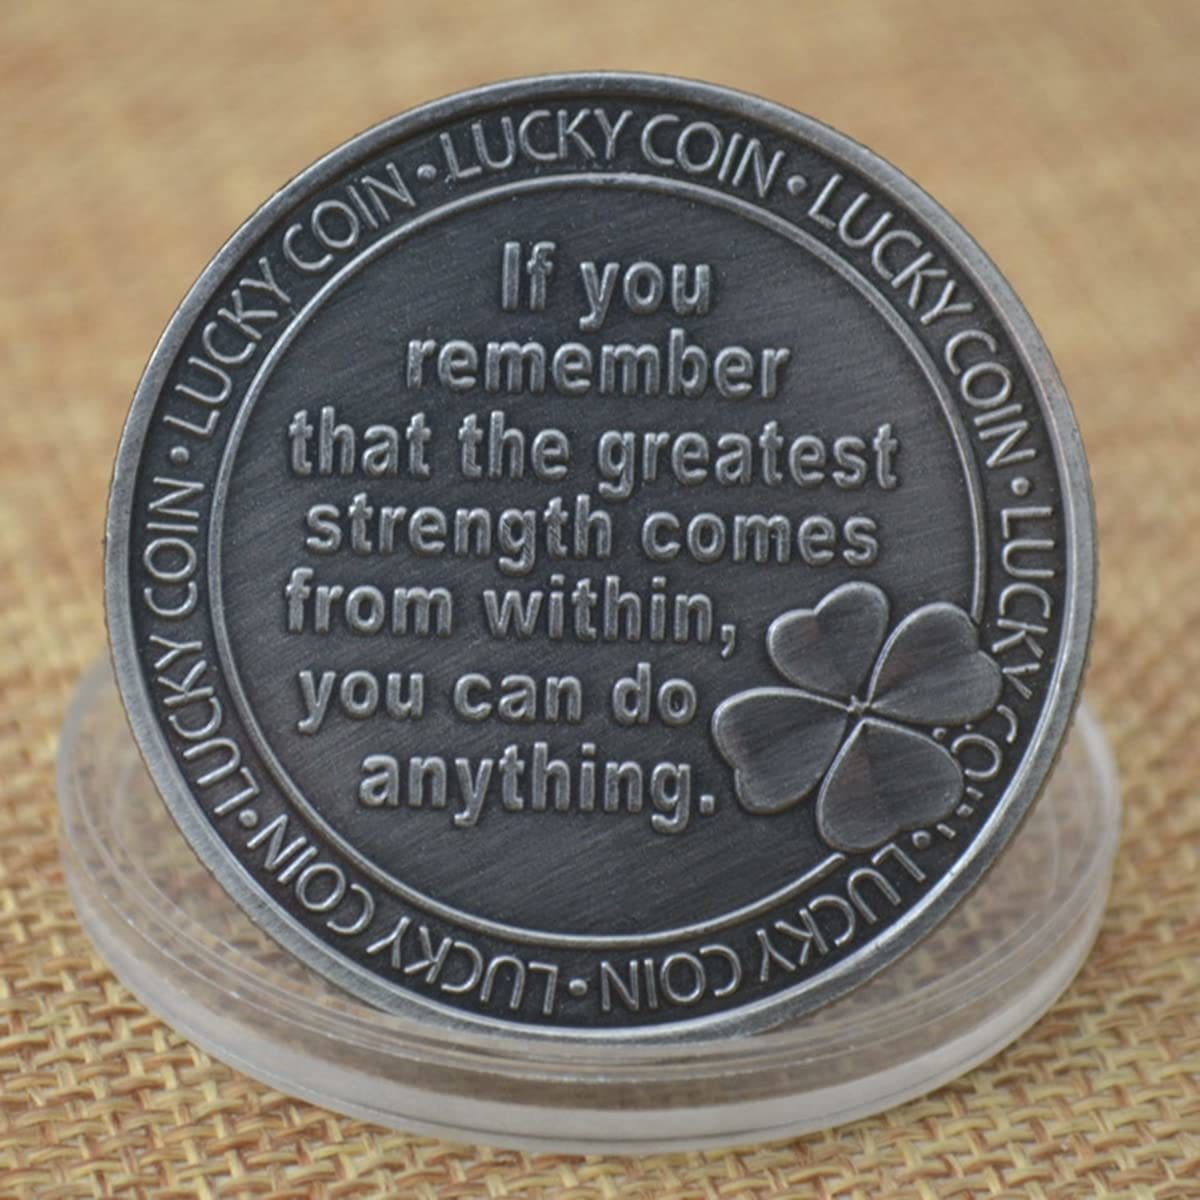 LUCKY COIN · LUCKY COIN · LUCKY COIN · LUCKY COIN · LUCKY COIN · LUCKY COIN · LUCKY COIN ·
If you
remember
that the greatest
strength comes
from within,
you can do
anything.